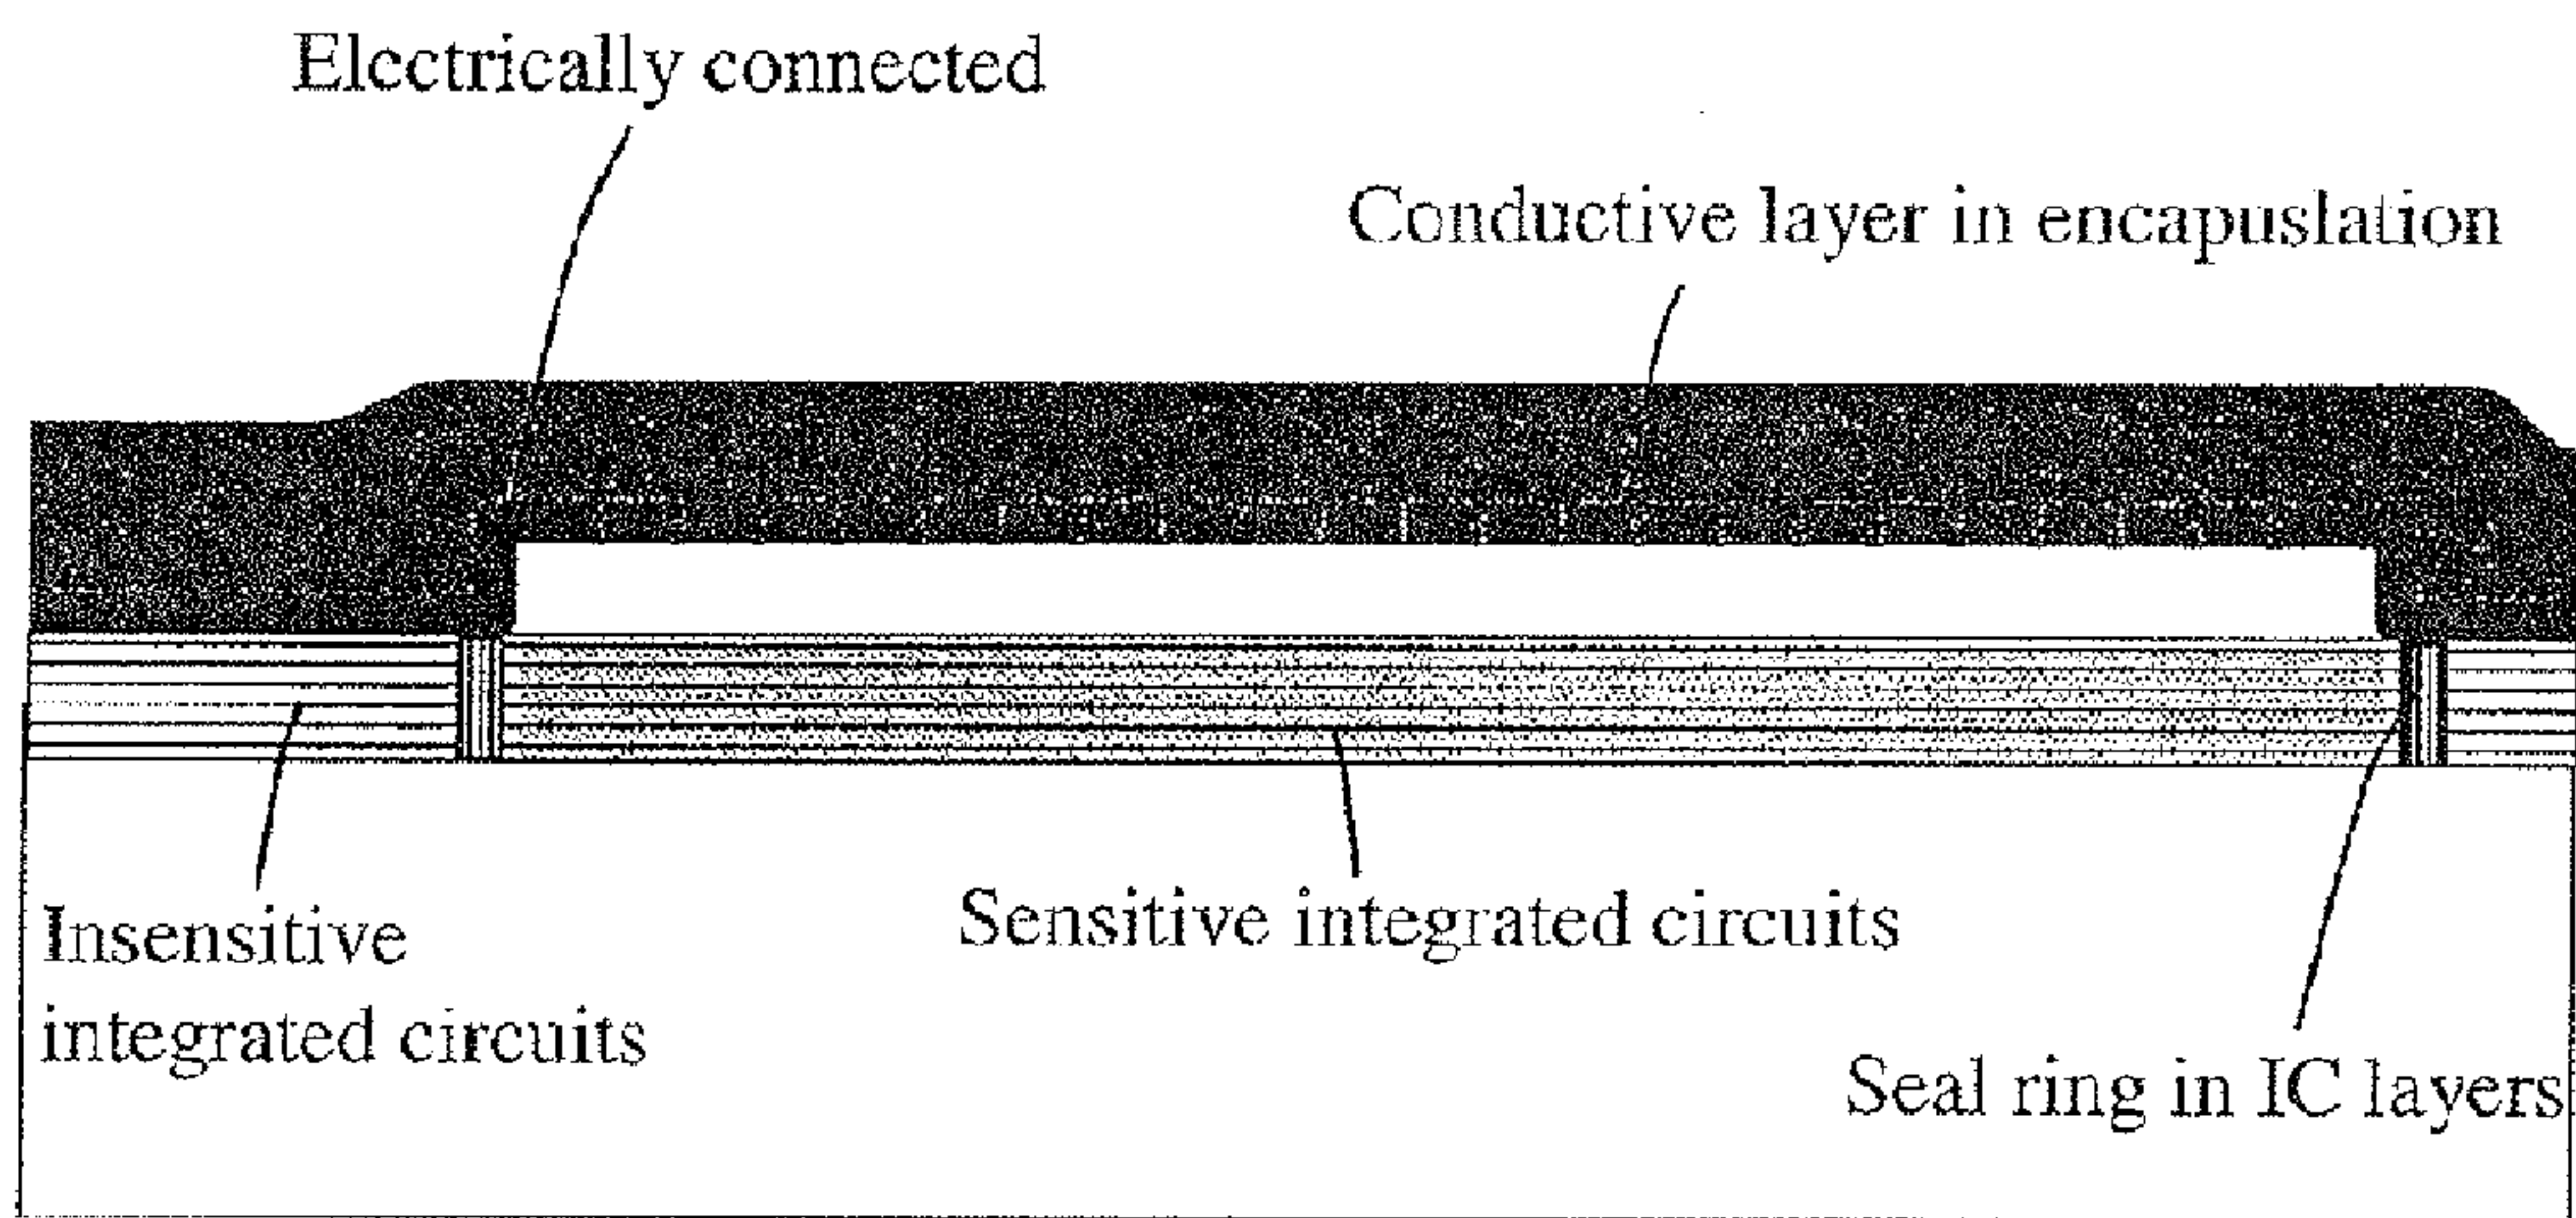 Electrically connected
Conductive layer in encapuslation
Insensitive
integrated circuits
Sensitive integrated circuits
Seal ring in IC layers